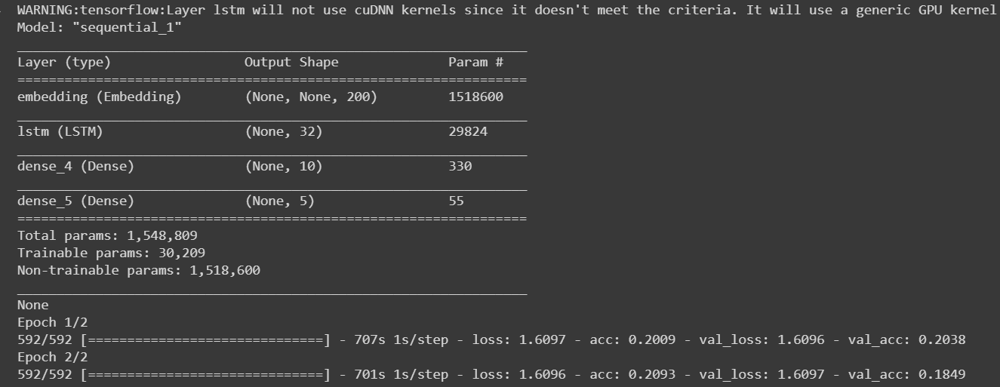 WARNING:tensorflow:Layer lstm will not use cuDNN kernels since it doesn't meet the criteria. It will use a generic GPU kernel
Model: "sequential_1"
_________________________________________________________________
Layer (type)                 Output Shape              Param #
=================================================================
embedding (Embedding)        (None, None, 200)         1518600
_________________________________________________________________
lstm (LSTM)                  (None, 32)                29824
_________________________________________________________________
dense_4 (Dense)              (None, 10)                330
_________________________________________________________________
dense_5 (Dense)              (None, 5)                 55
=================================================================
Total params: 1,548,809
Trainable params: 30,209
Non-trainable params: 1,518,600
_________________________________________________________________
None
Epoch 1/2
592/592 [==============================] - 707s 1s/step - loss: 1.6097 - acc: 0.2009 - val_loss: 1.6096 - val_acc: 0.2038
Epoch 2/2
592/592 [==============================] - 701s 1s/step - loss: 1.6096 - acc: 0.2093 - val_loss: 1.6097 - val_acc: 0.1849